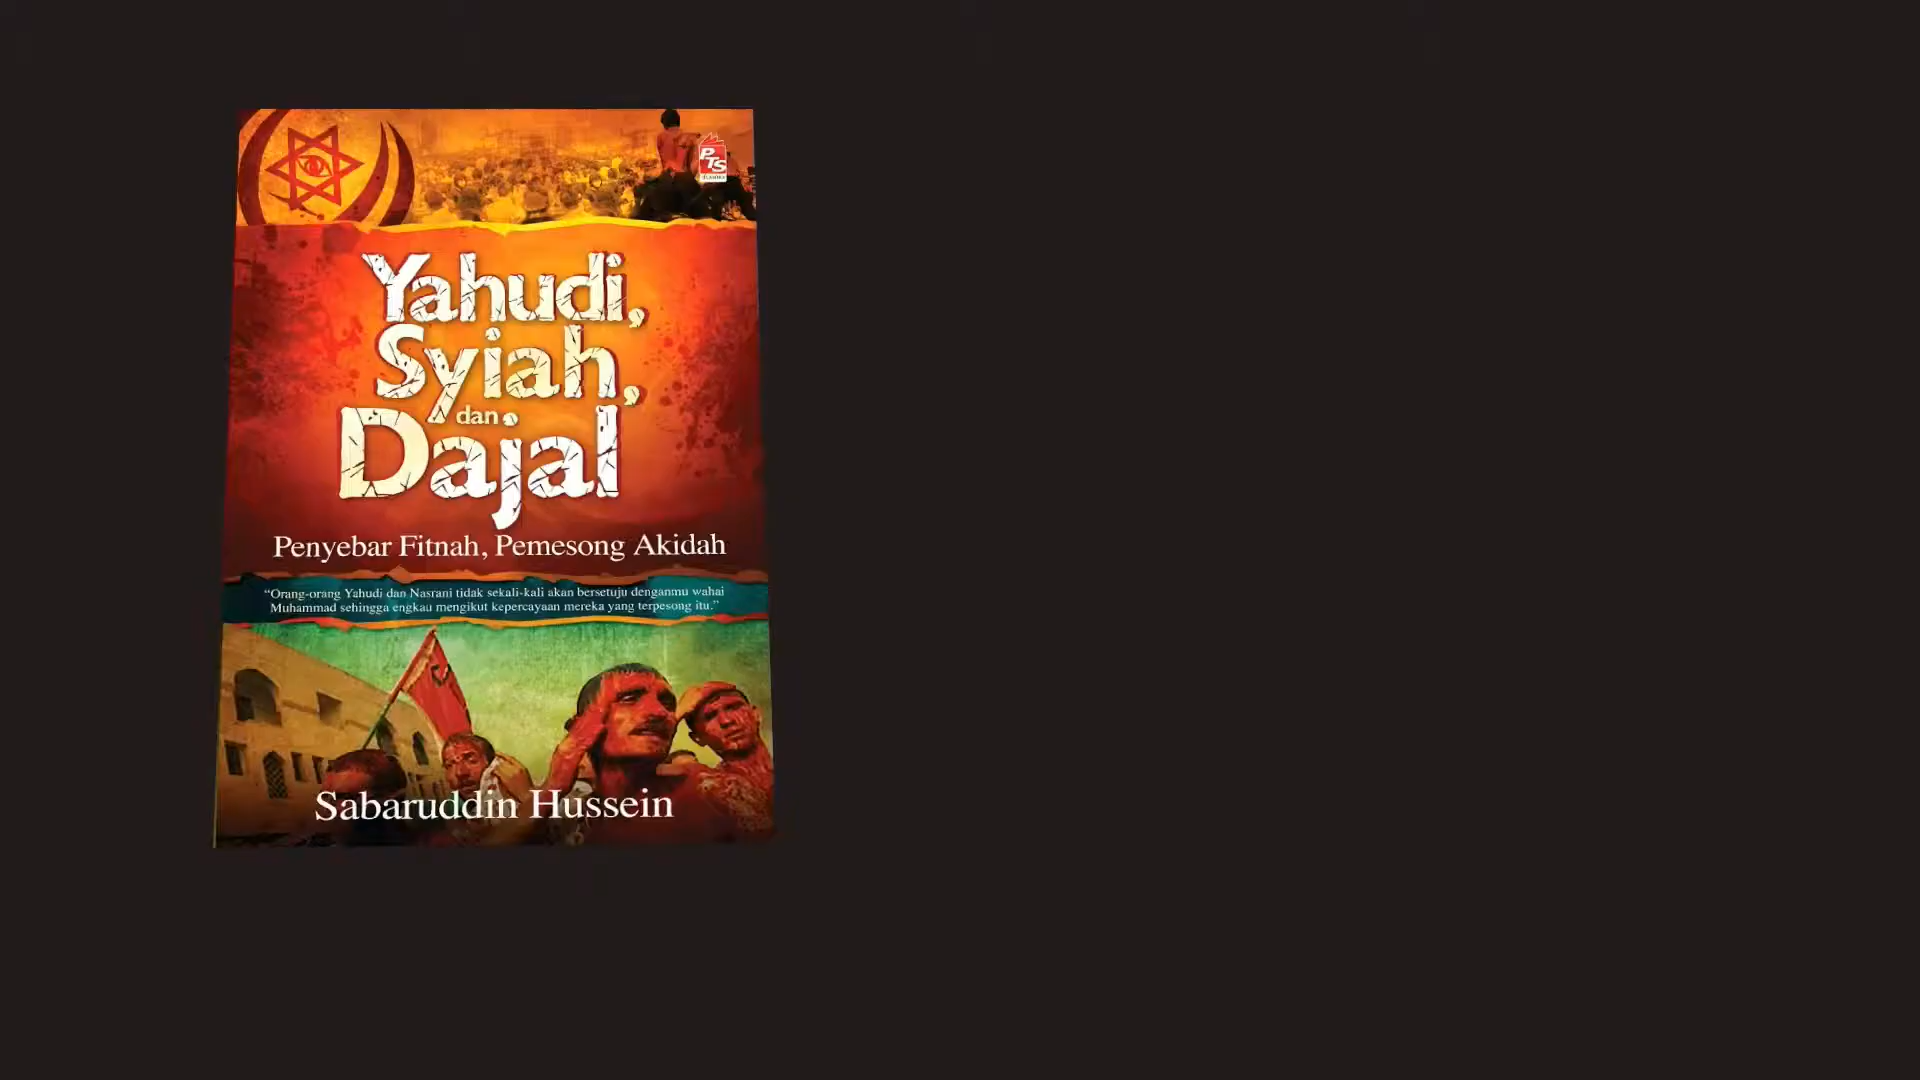 PTS
Yahudi,
Syiah,
dan
Dajal
Penyebar Fitnah, Pemesong Akidah
“Orang-orang Yahudi dan Nasrani tidak sekali-kali akan bersetuju denganmu wahai
Muhammad sehingga engkau mengikut kepercayaan mereka yang terpesong itu.”
Sabaruddin Hussein